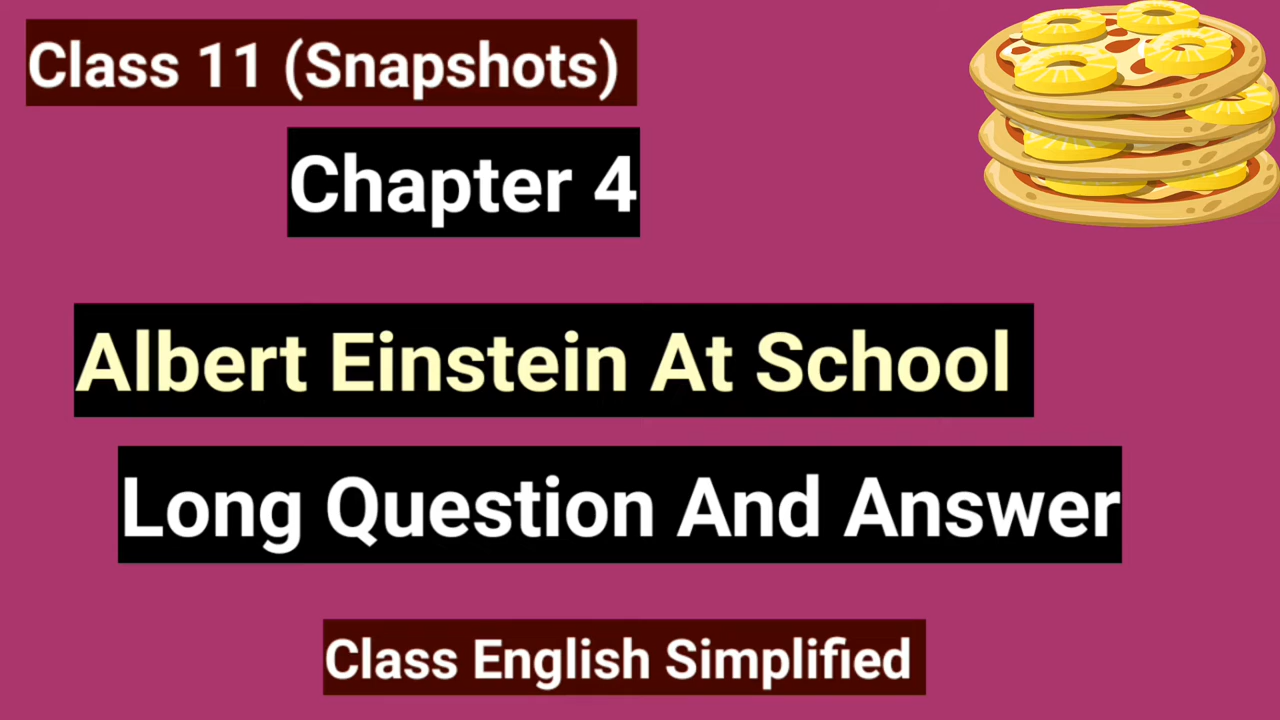 Class 11 (Snapshots)
Chapter 4
Albert Einstein At School
Long Question And Answer
Class English Simplified